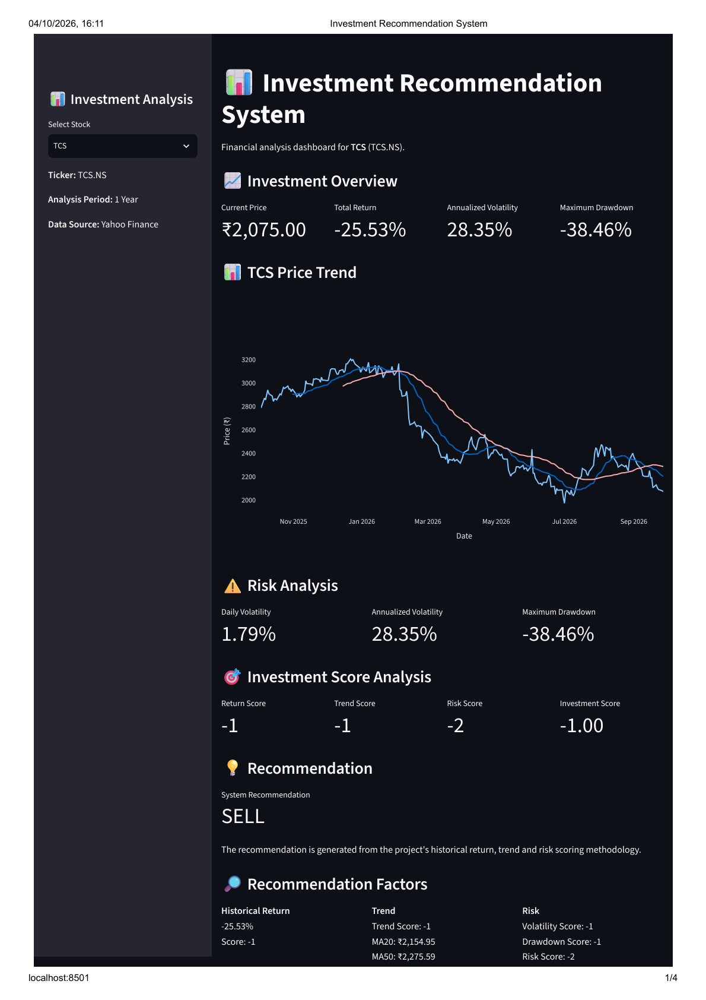 04/10/2026, 16:11
Investment Recommendation System
Investment Analysis
Select Stock
TCS
Ticker: TCS.NS
Analysis Period: 1 Year
Data Source: Yahoo Finance
Investment Recommendation
System
Financial analysis dashboard for TCS (TCS.NS).
Investment Overview
Current Price
Total Return
Annualized Volatility
Maximum Drawdown
₹2,075.00
-25.53%
28.35%
-38.46%
TCS Price Trend
3200
3000
2800
2600
2400
2200
2000
Price (₹)
Nov 2025
Jan 2026
Mar 2026
May 2026
Jul 2026
Sep 2026
Date
Risk Analysis
Daily Volatility
Annualized Volatility
Maximum Drawdown
1.79%
28.35%
-38.46%
Investment Score Analysis
Return Score
Trend Score
Risk Score
Investment Score
-1
-1
-2
-1.00
Recommendation
System Recommendation
SELL
The recommendation is generated from the project's historical return, trend and risk scoring methodology.
Recommendation Factors
Historical Return
-25.53%
Score: -1
Trend
Trend Score: -1
MA20: ₹2,154.95
MA50: ₹2,275.59
Risk
Volatility Score: -1
Drawdown Score: -1
Risk Score: -2
localhost:8501
1/4